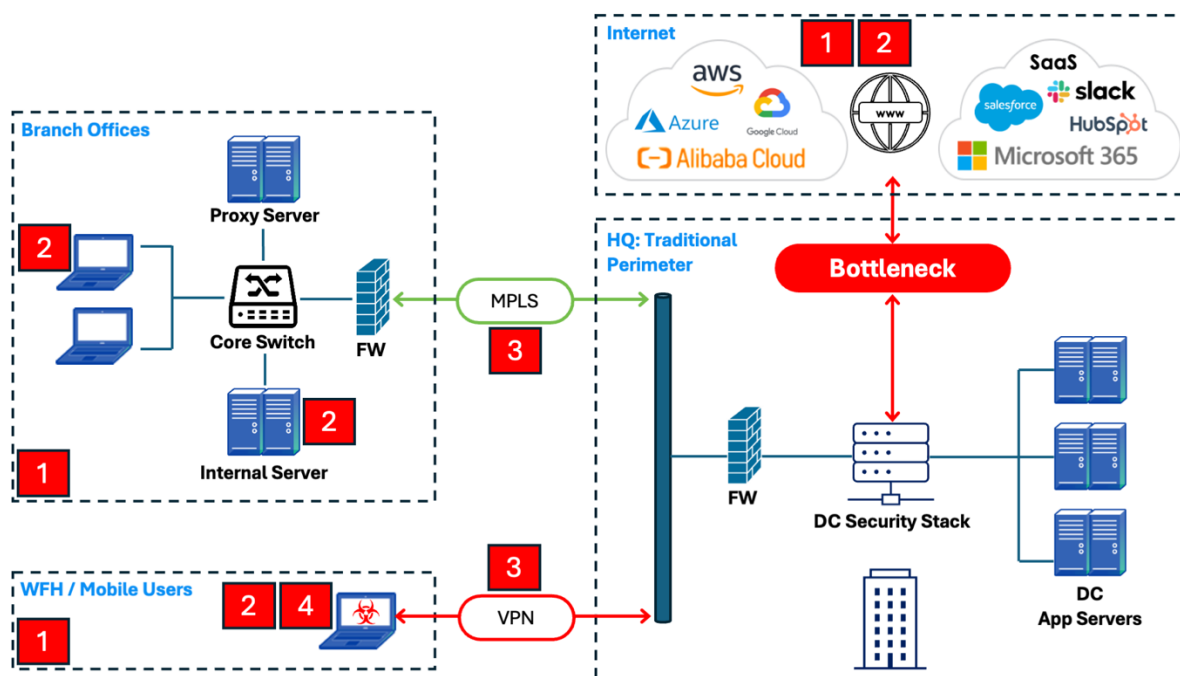 Internet
1 2
aws
Azure
Google Cloud
Alibaba Cloud
www
SaaS
salesforce
slack
HubSpot
Microsoft 365
Branch Offices
Proxy Server
2
Core Switch
FW
2
Internal Server
1
MPLS
3
HQ: Traditional
Perimeter
Bottleneck
FW
DC Security Stack
DC
App Servers
WFH / Mobile Users
1
2 4
3
VPN